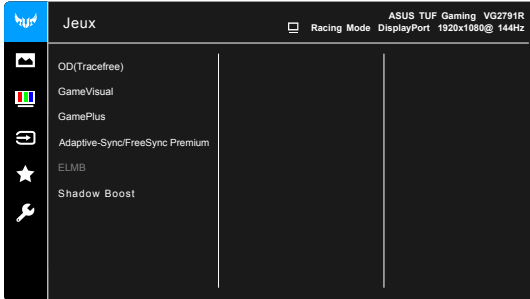 Jeux
ASUS TUF Gaming VG2791R
Racing Mode DisplayPort 1920x1080@ 144Hz
OD(Tracefree)
GameVisual
GamePlus
Adaptive-Sync/FreeSync Premium
ELMB
Shadow Boost